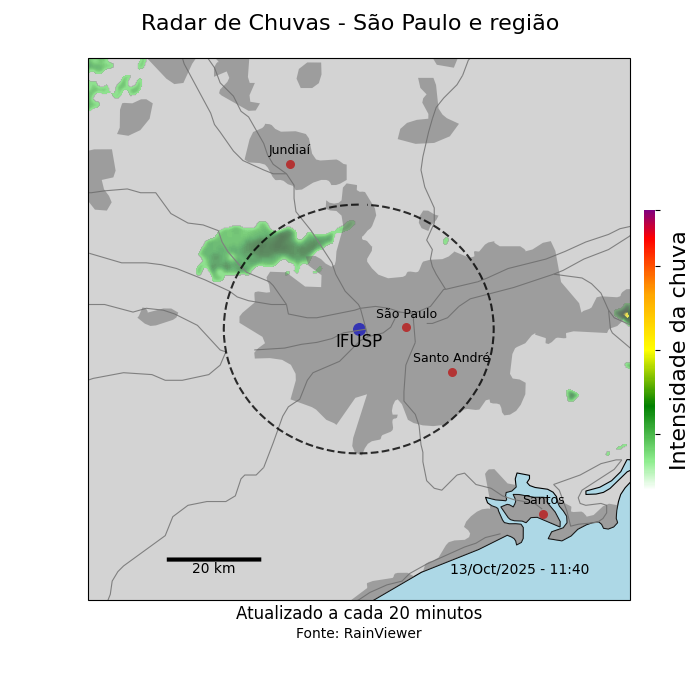 Radar de Chuvas - São Paulo e região
Jundiaí
São Paulo
IFUSP
Santo André
Santos
20 km
13/Oct/2025 - 11:40
Intensidade da chuva
Atualizado a cada 20 minutos
Fonte: RainViewer